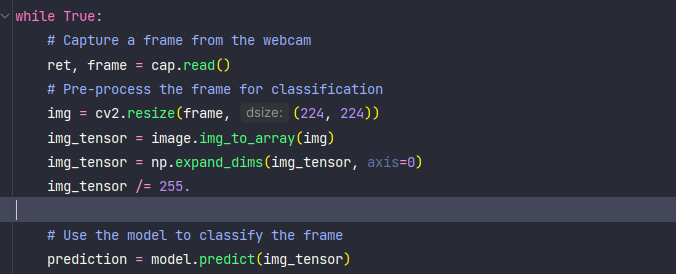 while True:
# Capture a frame from the webcam
ret, frame = cap.read()
# Pre-process the frame for classification
img = cv2.resize(frame, dsize: (224, 224))
img_tensor = image.img_to_array(img)
img_tensor = np.expand_dims(img_tensor, axis=0)
img_tensor /= 255.
# Use the model to classify the frame
prediction = model.predict(img_tensor)